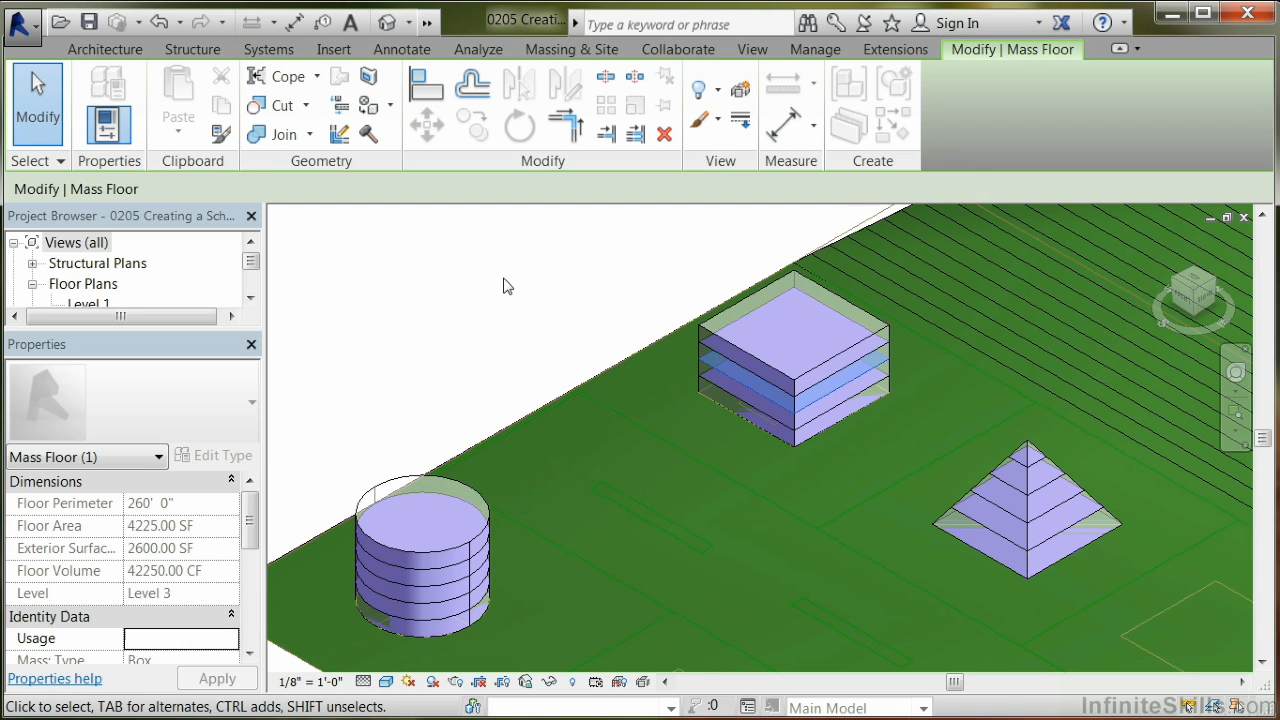 0205 Creati...
Type a keyword or phrase
Sign In
Architecture
Structure
Systems
Insert
Annotate
Analyze
Massing & Site
Collaborate
View
Manage
Extensions
Modify | Mass Floor
Modify
Paste
Cope
Cut
Join
Select
Properties
Clipboard
Geometry
Modify
View
Measure
Create
Modify | Mass Floor
Project Browser - 0205 Creating a Sch...
Views (all)
Structural Plans
Floor Plans
Level 1
Properties
Mass Floor (1)
Edit Type
Dimensions
Floor Perimeter 260' 0"
Floor Area 4225.00 SF
Exterior Surfac... 2600.00 SF
Floor Volume 42250.00 CF
Level Level 3
Identity Data
Usage
Mass: Type Box
Properties help
Apply
1/8" = 1'-0"
Click to select, TAB for alternates, CTRL adds, SHIFT unselects.
:0
Main Model
InfiniteSkills.com